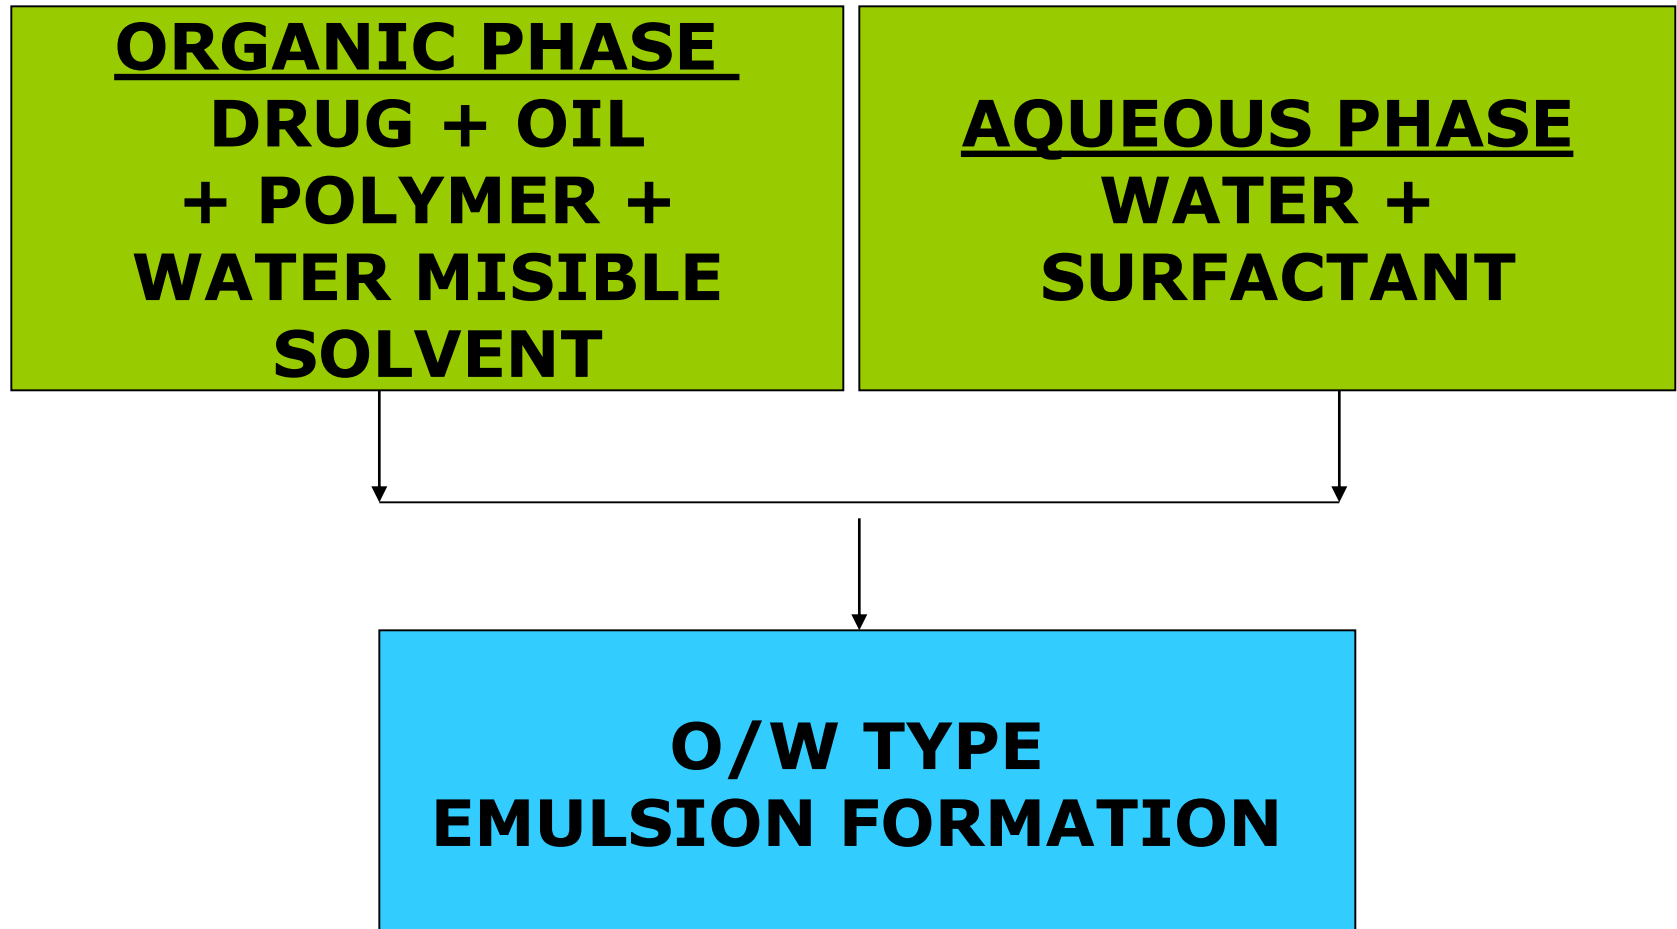 ORGANIC PHASE
DRUG + OIL
+ POLYMER +
WATER MISIBLE
SOLVENT
AQUEOUS PHASE
WATER +
SURFACTANT
O/W TYPE
EMULSION FORMATION